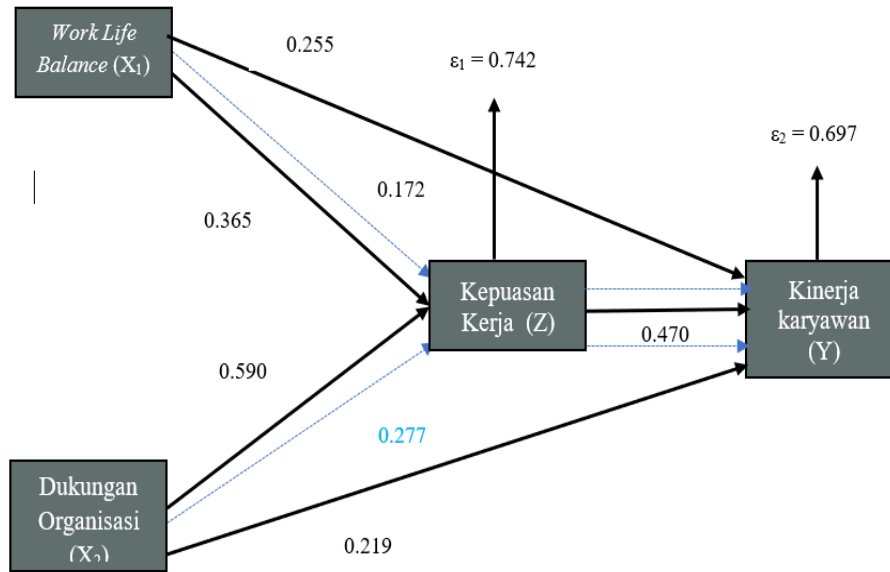 Work Life
Balance (X₁)
0.255
ε₁ = 0.742
ε₂ = 0.697
0.172
0.365
Kepuasan
Kerja (Z)
Kinerja
karyawan
(Y)
0.470
0.590
0.277
Dukungan
Organisasi
(X₂)
0.219